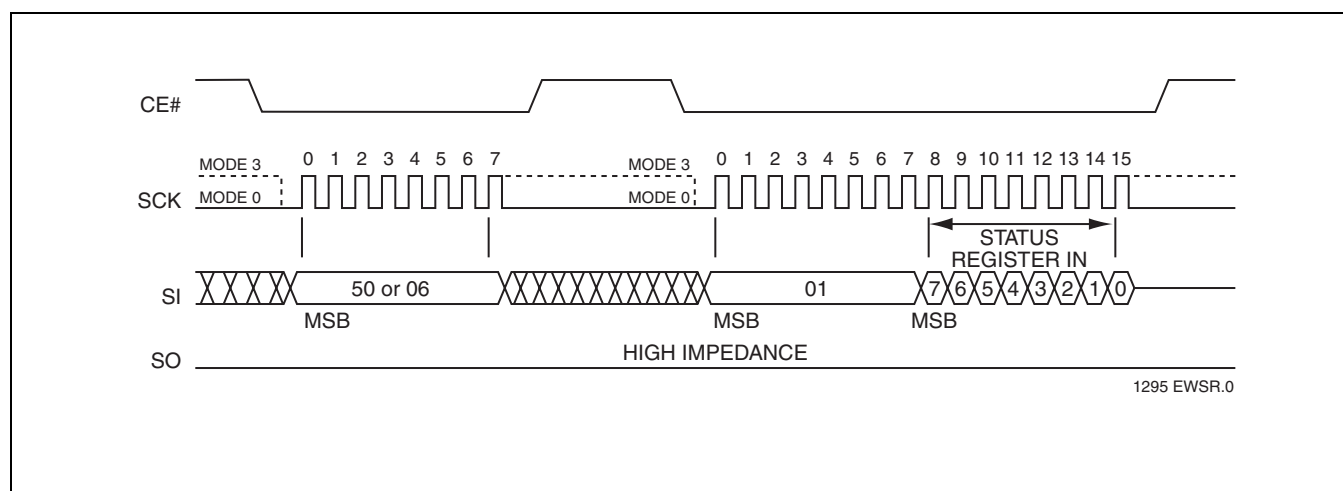 CE#
MODE 3 0 1 2 3 4 5 6 7 MODE 3 0 1 2 3 4 5 6 7 8 9 10 11 12 13 14 15
SCK MODE 0 MODE 0
STATUS
REGISTER IN
SI 50 or 06 01 7 6 5 4 3 2 1 0
MSB MSB MSB
SO HIGH IMPEDANCE
1295 EWSR.0